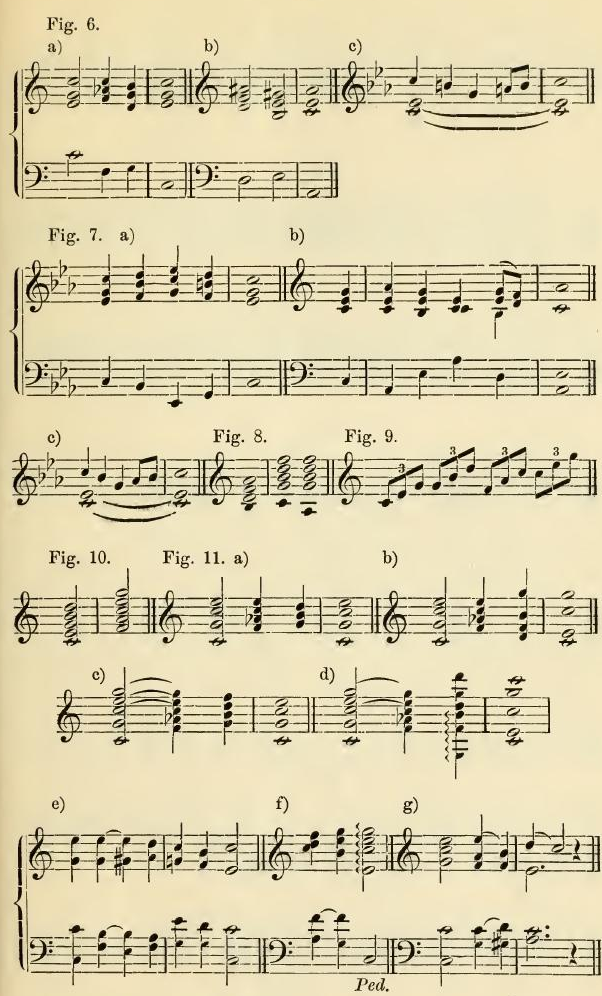 Fig. 6.
a) b) c)
Fig. 7. a) b)
c) Fig. 8. Fig. 9.
3 3 3 3
Fig. 10. Fig. 11. a) b)
c) d)
e) f) g)
Ped.